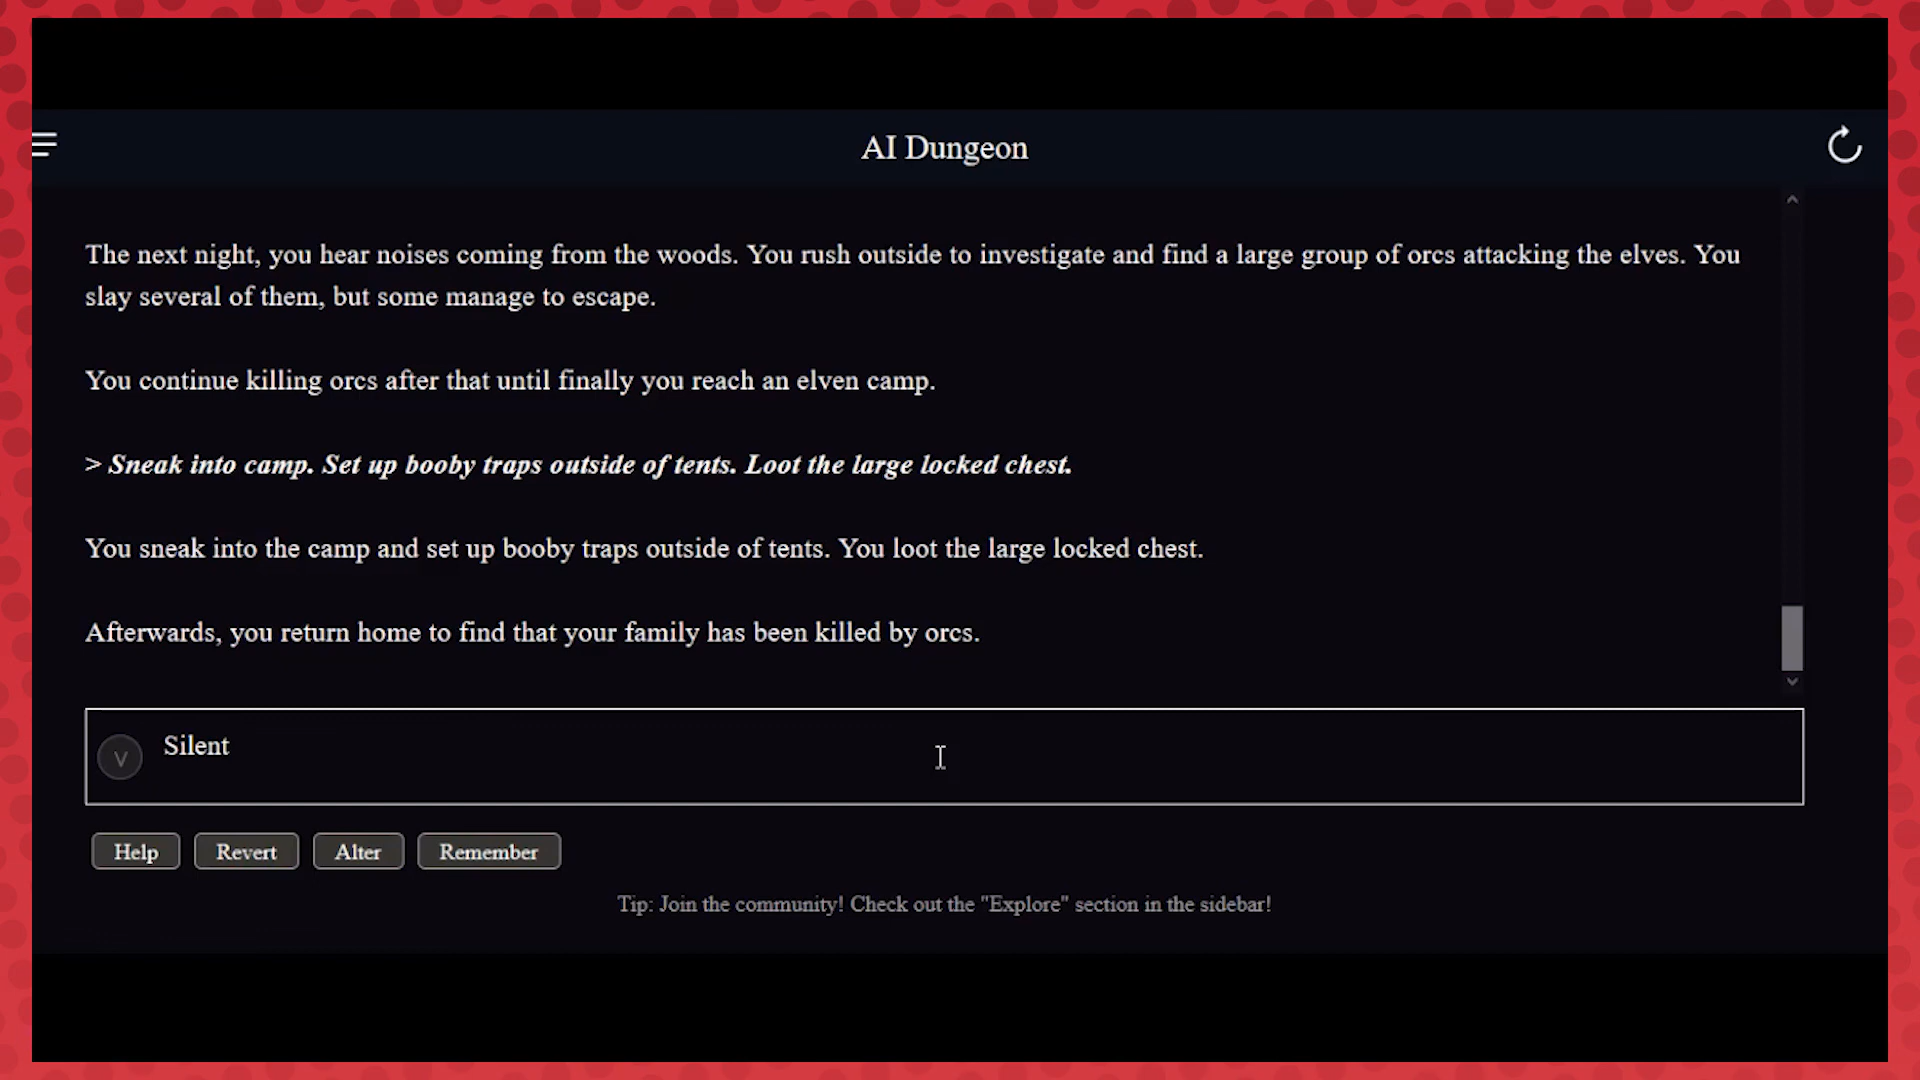 AI Dungeon
The next night, you hear noises coming from the woods. You rush outside to investigate and find a large group of orcs attacking the elves. You
slay several of them, but some manage to escape.
You continue killing orcs after that until finally you reach an elven camp.
> Sneak into camp. Set up booby traps outside of tents. Loot the large locked chest.
You sneak into the camp and set up booby traps outside of tents. You loot the large locked chest.
Afterwards, you return home to find that your family has been killed by orcs.
V Silent
Help Revert Alter Remember
Tip: Join the community! Check out the "Explore" section in the sidebar!